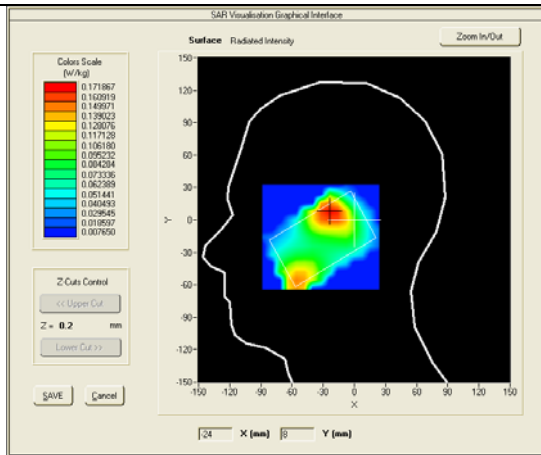 SAR Visualisation Graphical Interface
Surface Radiated Intensity
Zoom In/Out
Colors Scale
(W/kg)
0.171867
0.160919
0.149971
0.139023
0.128076
0.117128
0.106180
0.095232
0.084284
0.073336
0.062389
0.051441
0.040493
0.029545
0.018597
0.007650
Z Cuts Control
<< Upper Cut
Z = 0.2 mm
Lower Cut >>
SAVE Cancel
150
120
90
60
30
0
-30
-60
-90
-120
-150
Y
-150 -120 -90 -60 -30 0 30 60 90 120 150
X
-24 X (mm) 8 Y (mm)